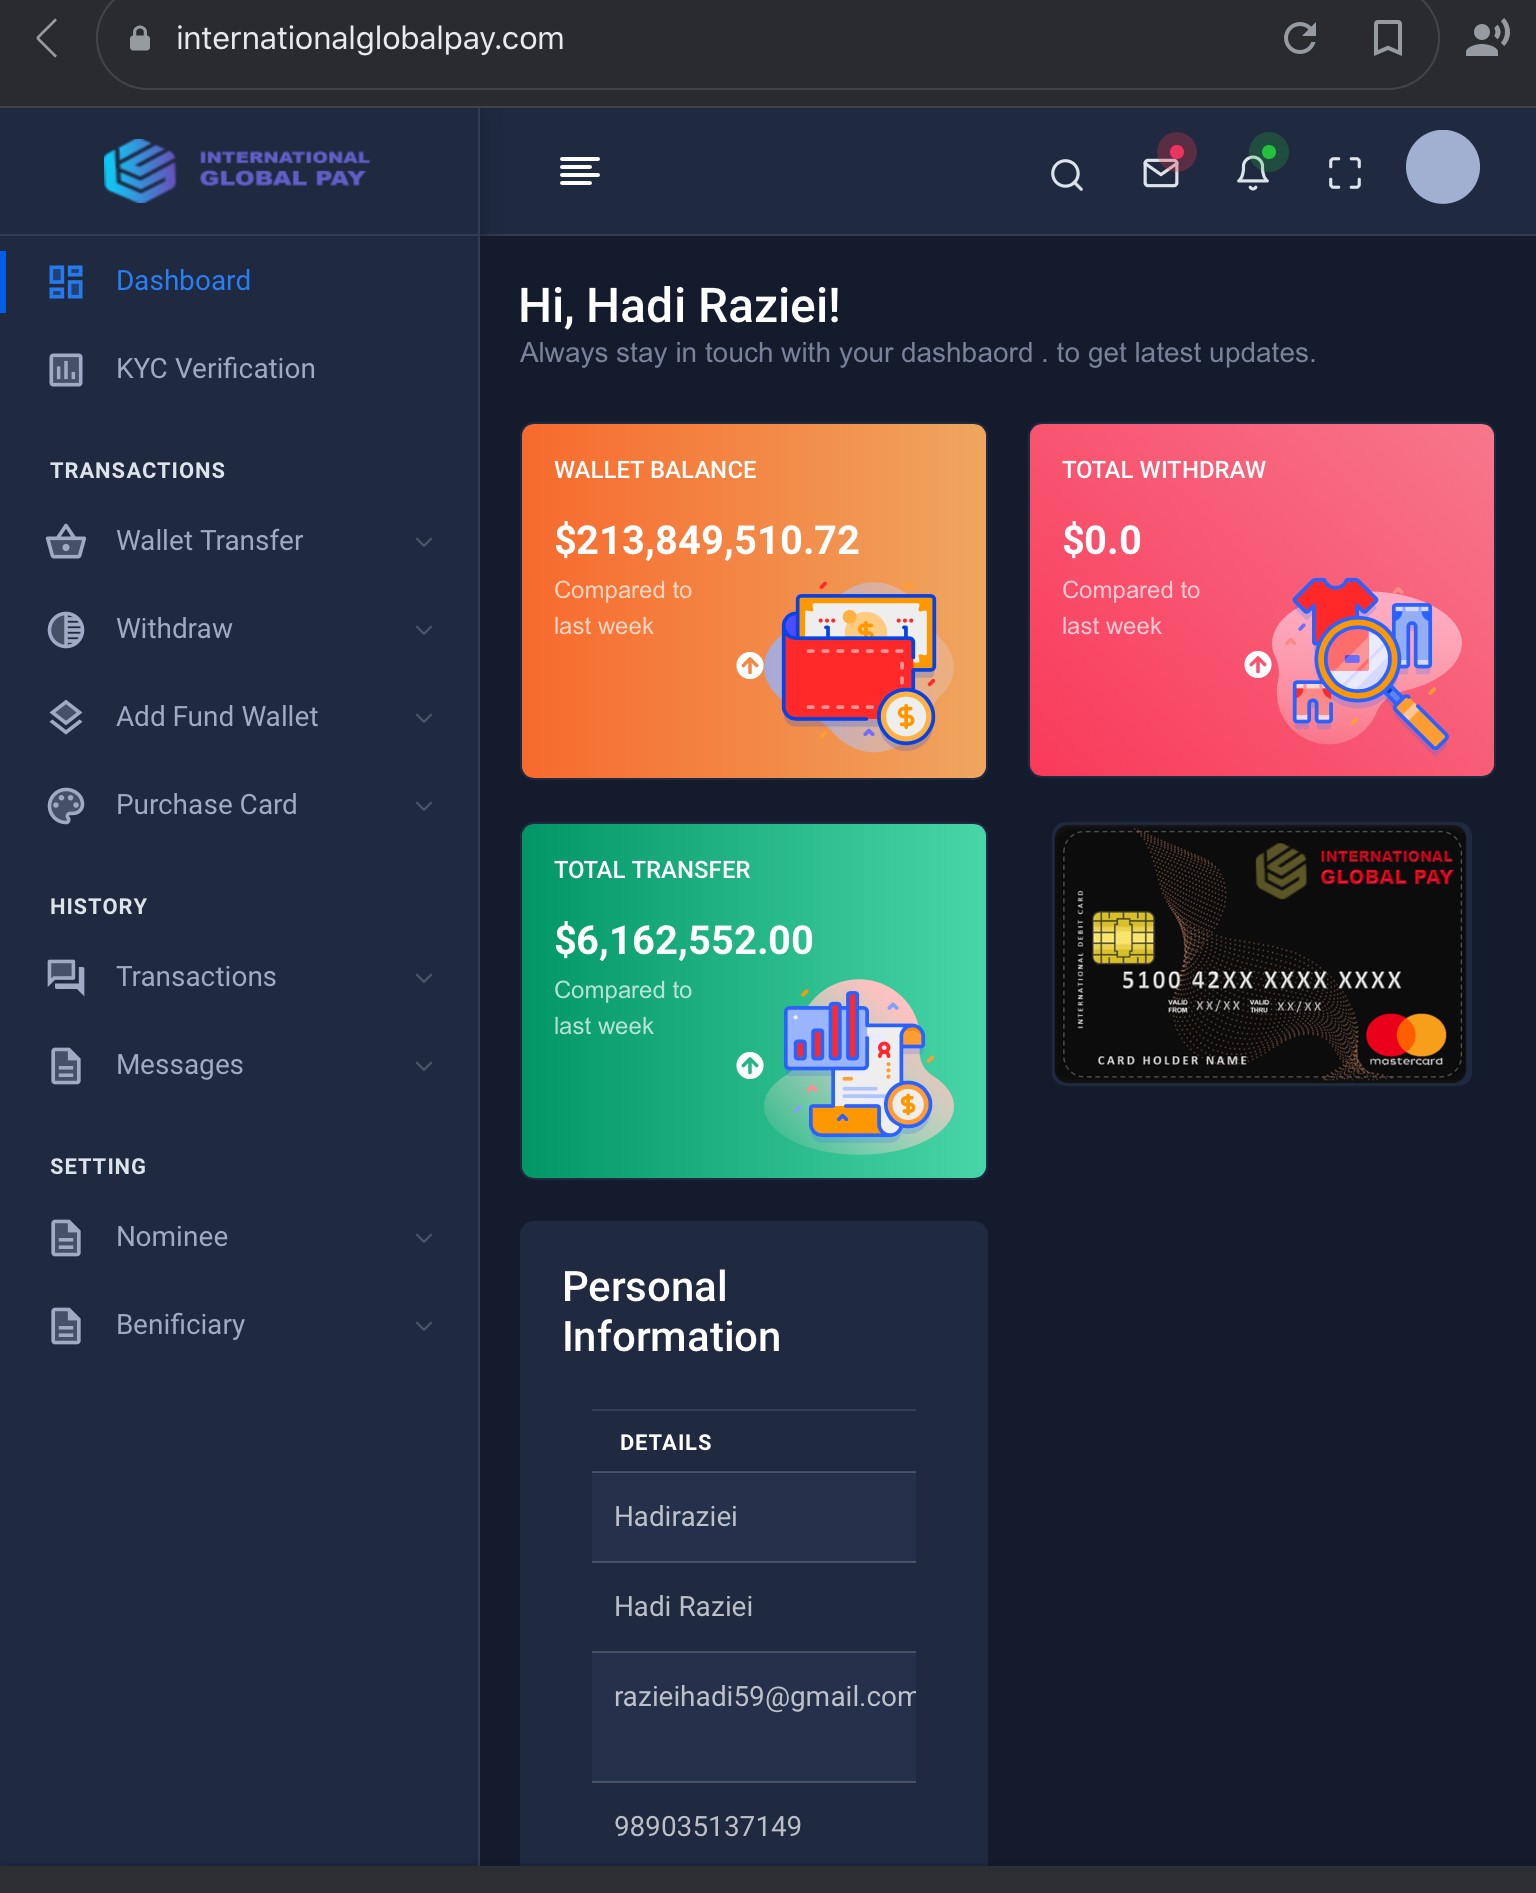 internationalglobalpay.com
INTERNATIONAL
GLOBAL PAY
Dashboard
KYC Verification
TRANSACTIONS
Wallet Transfer
Withdraw
Add Fund Wallet
Purchase Card
HISTORY
Transactions
Messages
SETTING
Nominee
Benificiary
Hi, Hadi Raziei!
Always stay in touch with your dashbaord . to get latest updates.
WALLET BALANCE
$213,849,510.72
Compared to
last week
TOTAL WITHDRAW
$0.0
Compared to
last week
TOTAL TRANSFER
$6,162,552.00
Compared to
last week
INTERNATIONAL
GLOBAL PAY
INTERNATIONAL DEBIT CARD
5100 42XX XXXX XXXX
VALID FROM XX/XX VALID THRU XX/XX
CARD HOLDER NAME
mastercard
Personal
Information
DETAILS
Hadiraziei
Hadi Raziei
razieihadi59@gmail.com
989035137149